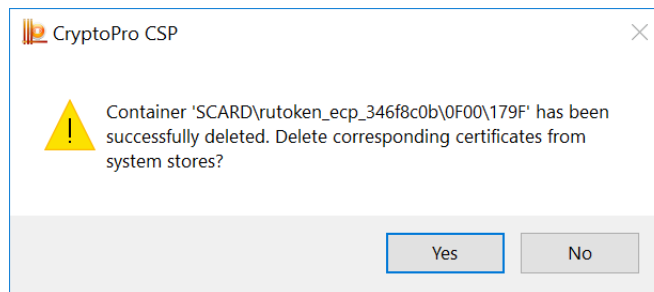 CryptoPro CSP
Container 'SCARD\rutoken_ecp_346f8c0b\0F00\179F' has been
successfully deleted. Delete corresponding certificates from
system stores?
Yes No